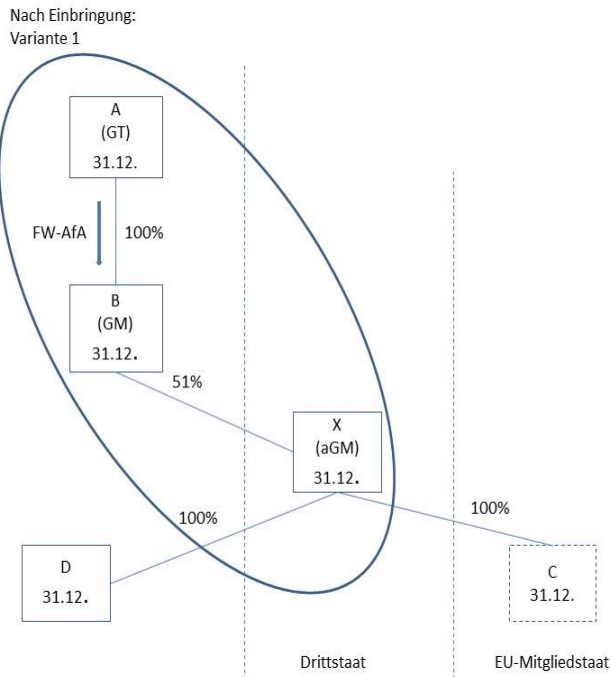 Nach Einbringung:
Variante 1
A
(GT)
31.12.
FW-AfA
100%
B
(GM)
31.12.
51%
X
(aGM)
31.12.
100%
100%
D
31.12.
C
31.12.
Drittstaat
EU-Mitgliedstaat